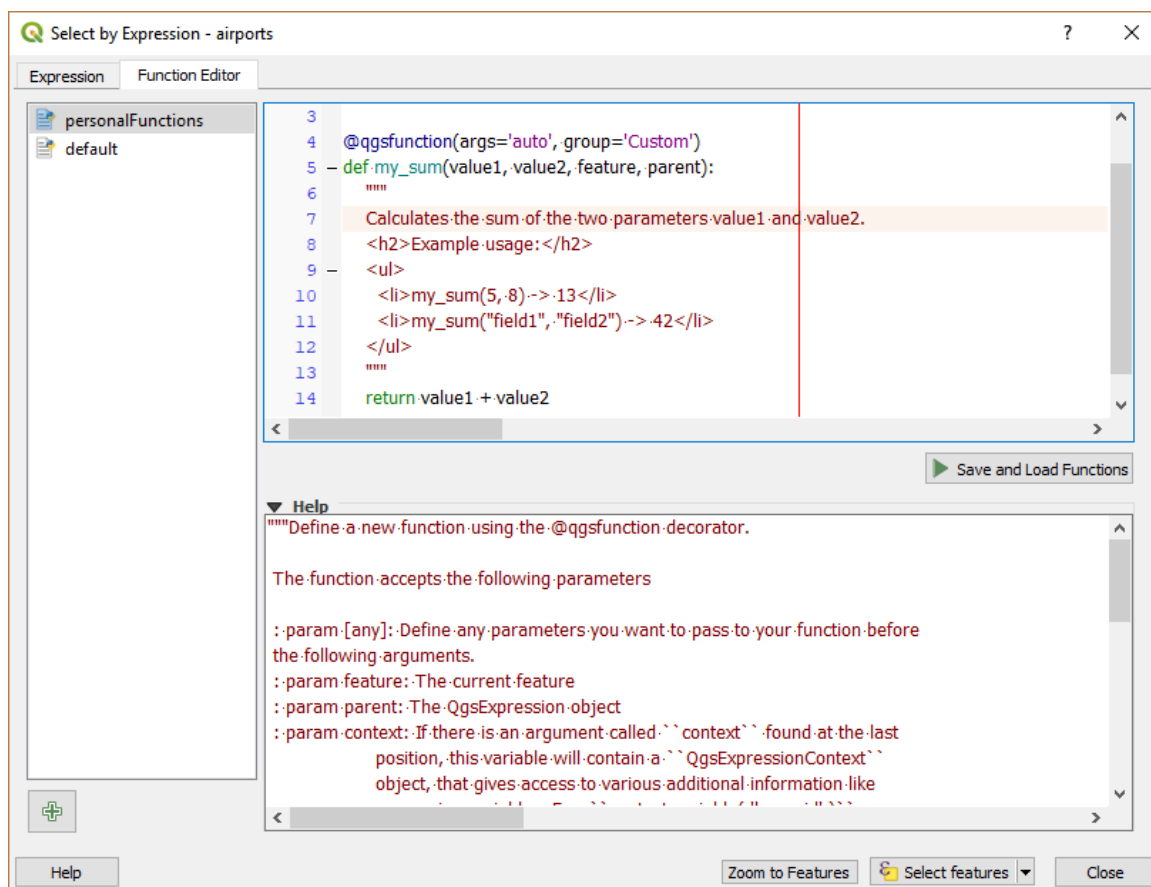 Select by Expression - airports
?
Expression
Function Editor
personalFunctions
default
3
4 @qgsfunction(args='auto', group='Custom')
5 def my_sum(value1, value2, feature, parent):
6 """
7 Calculates the sum of the two parameters value1 and value2.
8 <h2>Example usage:</h2>
9 <ul>
10 <li>my_sum(5, 8) -> 13</li>
11 <li>my_sum("field1", "field2") -> 42</li>
12 </ul>
13 """
14 return value1 + value2
Save and Load Functions
Help
"""Define a new function using the @qgsfunction decorator.
The function accepts the following parameters
: param [any]: Define any parameters you want to pass to your function before
the following arguments.
: param feature: The current feature
: param parent: The QgsExpression object
: param context: If there is an argument called ``context`` found at the last
position, this variable will contain a ``QgsExpressionContext``
object, that gives access to various additional information like
Help
Zoom to Features
Select features
Close